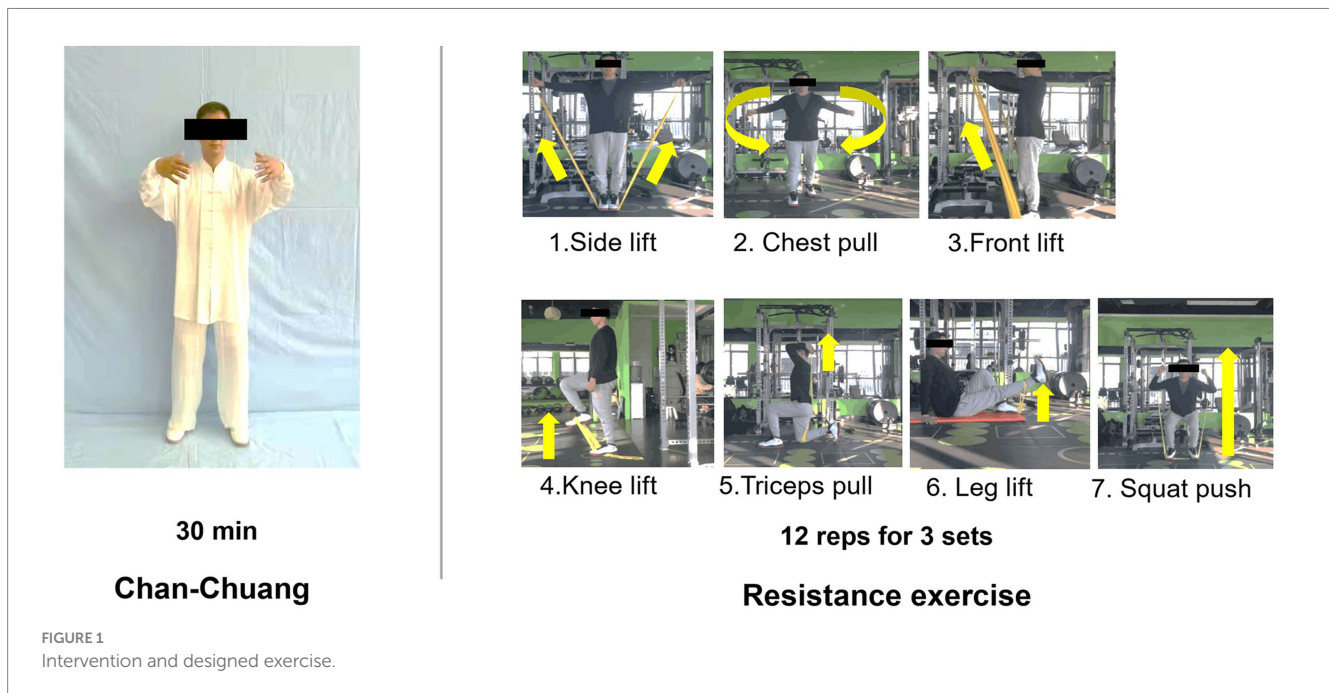 1.Side lift
2. Chest pull
3.Front lift
4.Knee lift
5.Triceps pull
6. Leg lift
7. Squat push
30 min
12 reps for 3 sets
Chan-Chuang
Resistance exercise
FIGURE 1
Intervention and designed exercise.